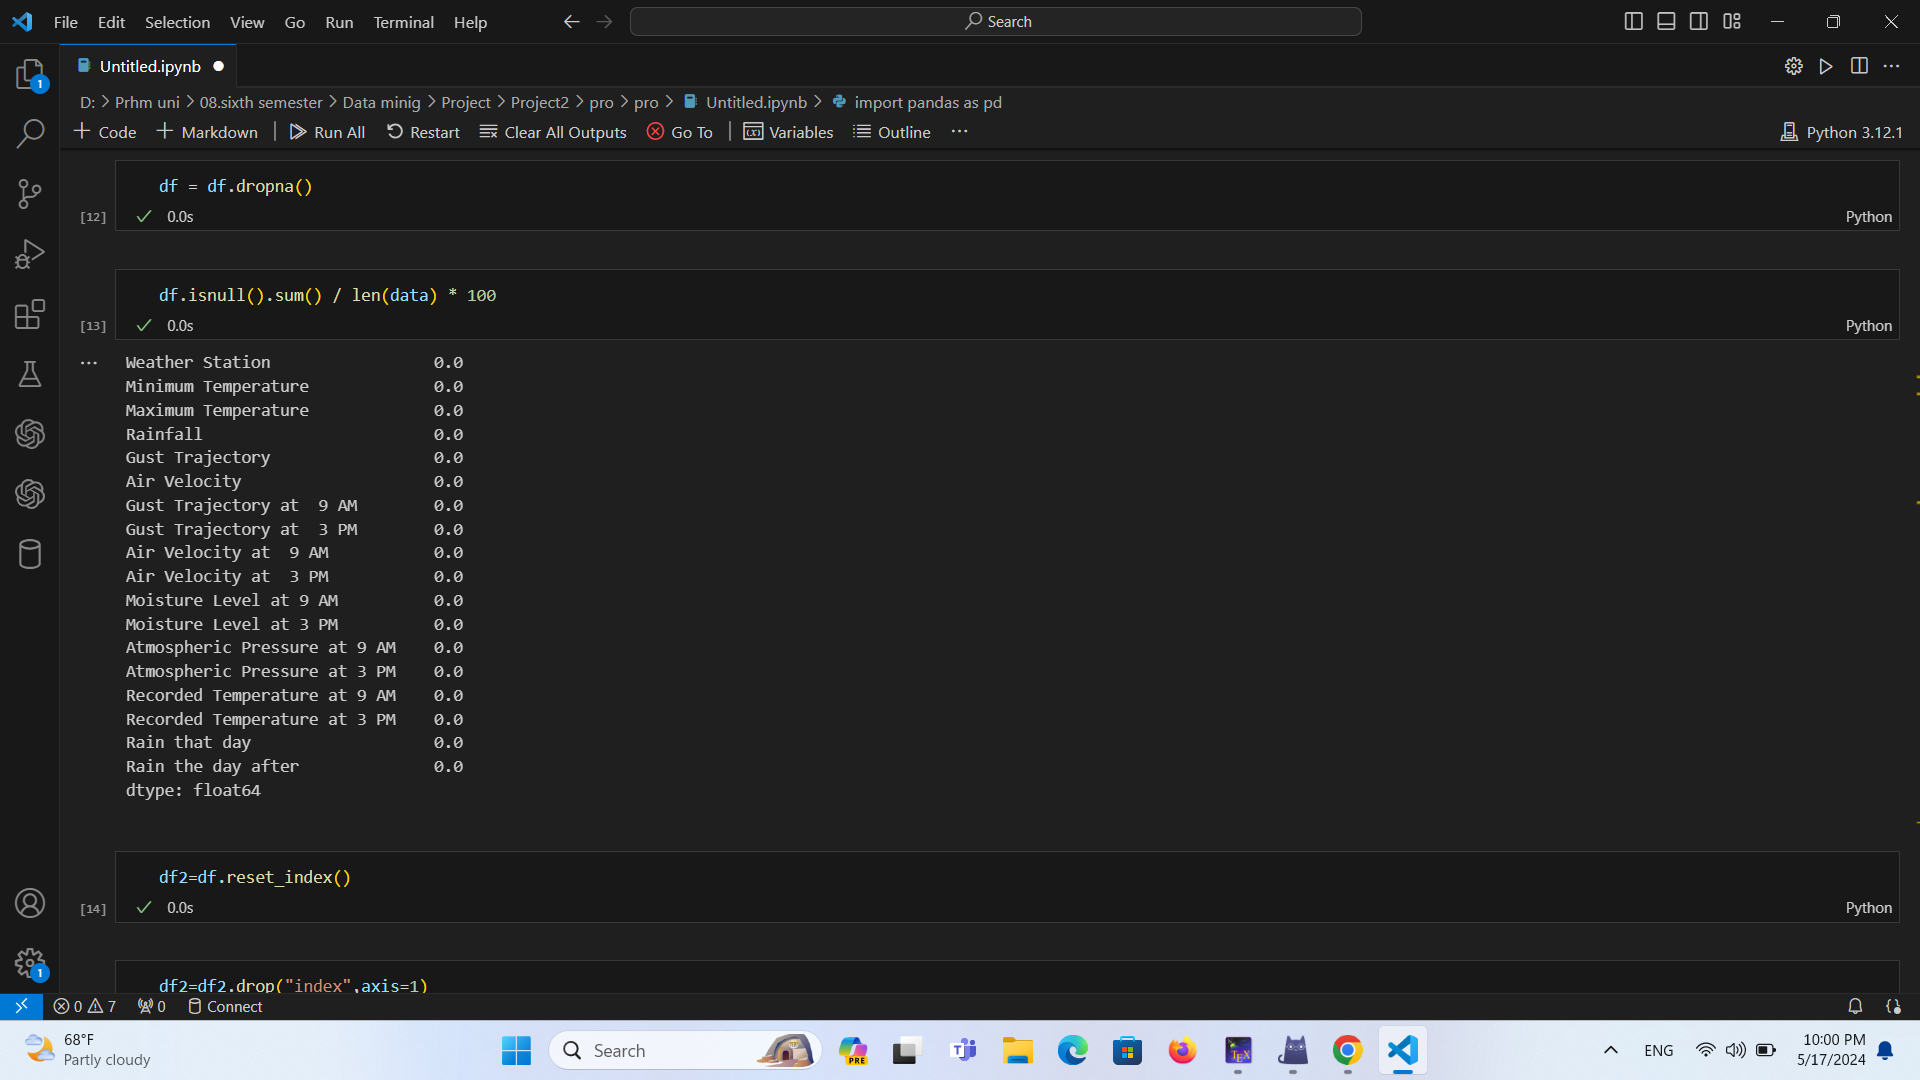 File Edit Selection View Go Run Terminal Help
Search
1
Untitled.ipynb
D: > Prhm uni > 08.sixth semester > Data minig > Project > Project2 > pro > pro > Untitled.ipynb > import pandas as pd
+ Code + Markdown | Run All Restart Clear All Outputs Go To | Variables Outline ...
Python 3.12.1
df = df.dropna()
[12] ✓ 0.0s Python
df.isnull().sum() / len(data) * 100
[13] ✓ 0.0s Python
... Weather Station 0.0
Minimum Temperature 0.0
Maximum Temperature 0.0
Rainfall 0.0
Gust Trajectory 0.0
Air Velocity 0.0
Gust Trajectory at  9 AM 0.0
Gust Trajectory at  3 PM 0.0
Air Velocity at  9 AM 0.0
Air Velocity at  3 PM 0.0
Moisture Level at 9 AM 0.0
Moisture Level at 3 PM 0.0
Atmospheric Pressure at 9 AM 0.0
Atmospheric Pressure at 3 PM 0.0
Recorded Temperature at 9 AM 0.0
Recorded Temperature at 3 PM 0.0
Rain that day 0.0
Rain the day after 0.0
dtype: float64
df2=df.reset_index()
[14] ✓ 0.0s Python
df2=df2.drop("index",axis=1)
1
0 7 0 Connect
68°F
Partly cloudy
Search
PRE
TEX
ENG
10:00 PM
5/17/2024